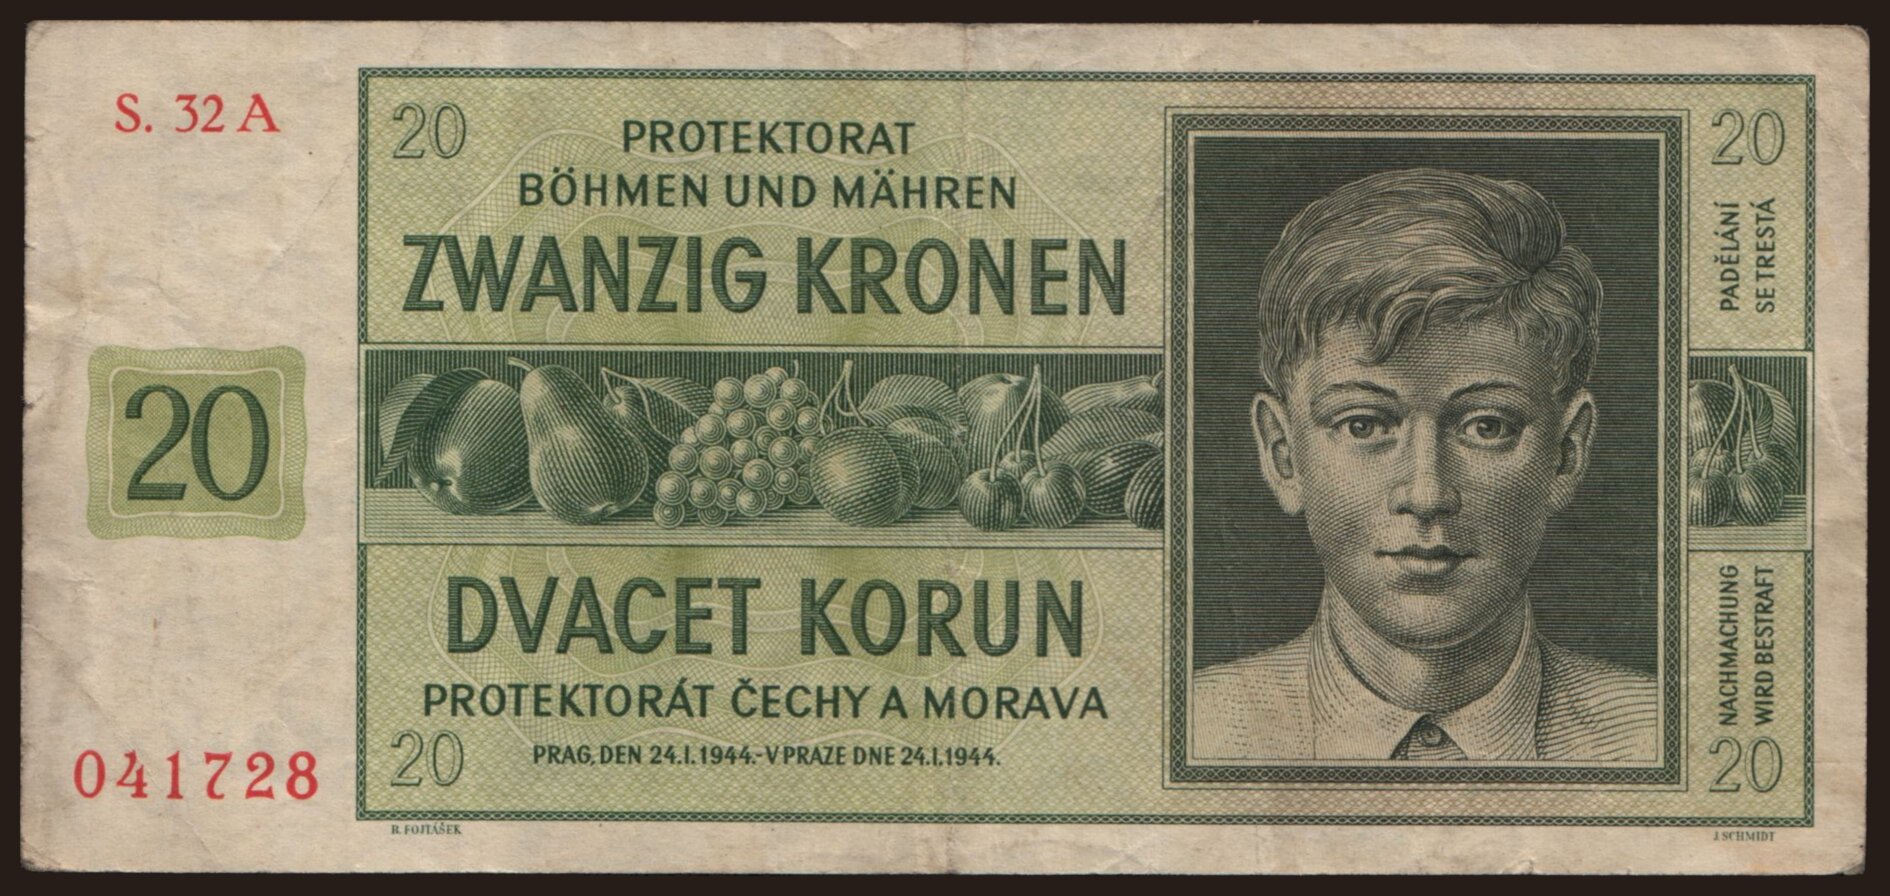 S. 32 A
20
PROTEKTORAT
BÖHMEN UND MÄHREN
ZWANZIG KRONEN
20
PADĚLÁNÍ
SE TRESTÁ
20
DVACET KORUN
PROTEKTORÁT ČECHY A MORAVA
PRAG, DEN 24.I.1944.-V PRAZE DNE 24.I.1944.
NACHMACHUNG
WIRD BESTRAFT
041728
20
20
R. FOJTÁŠEK
J. SCHMIDT